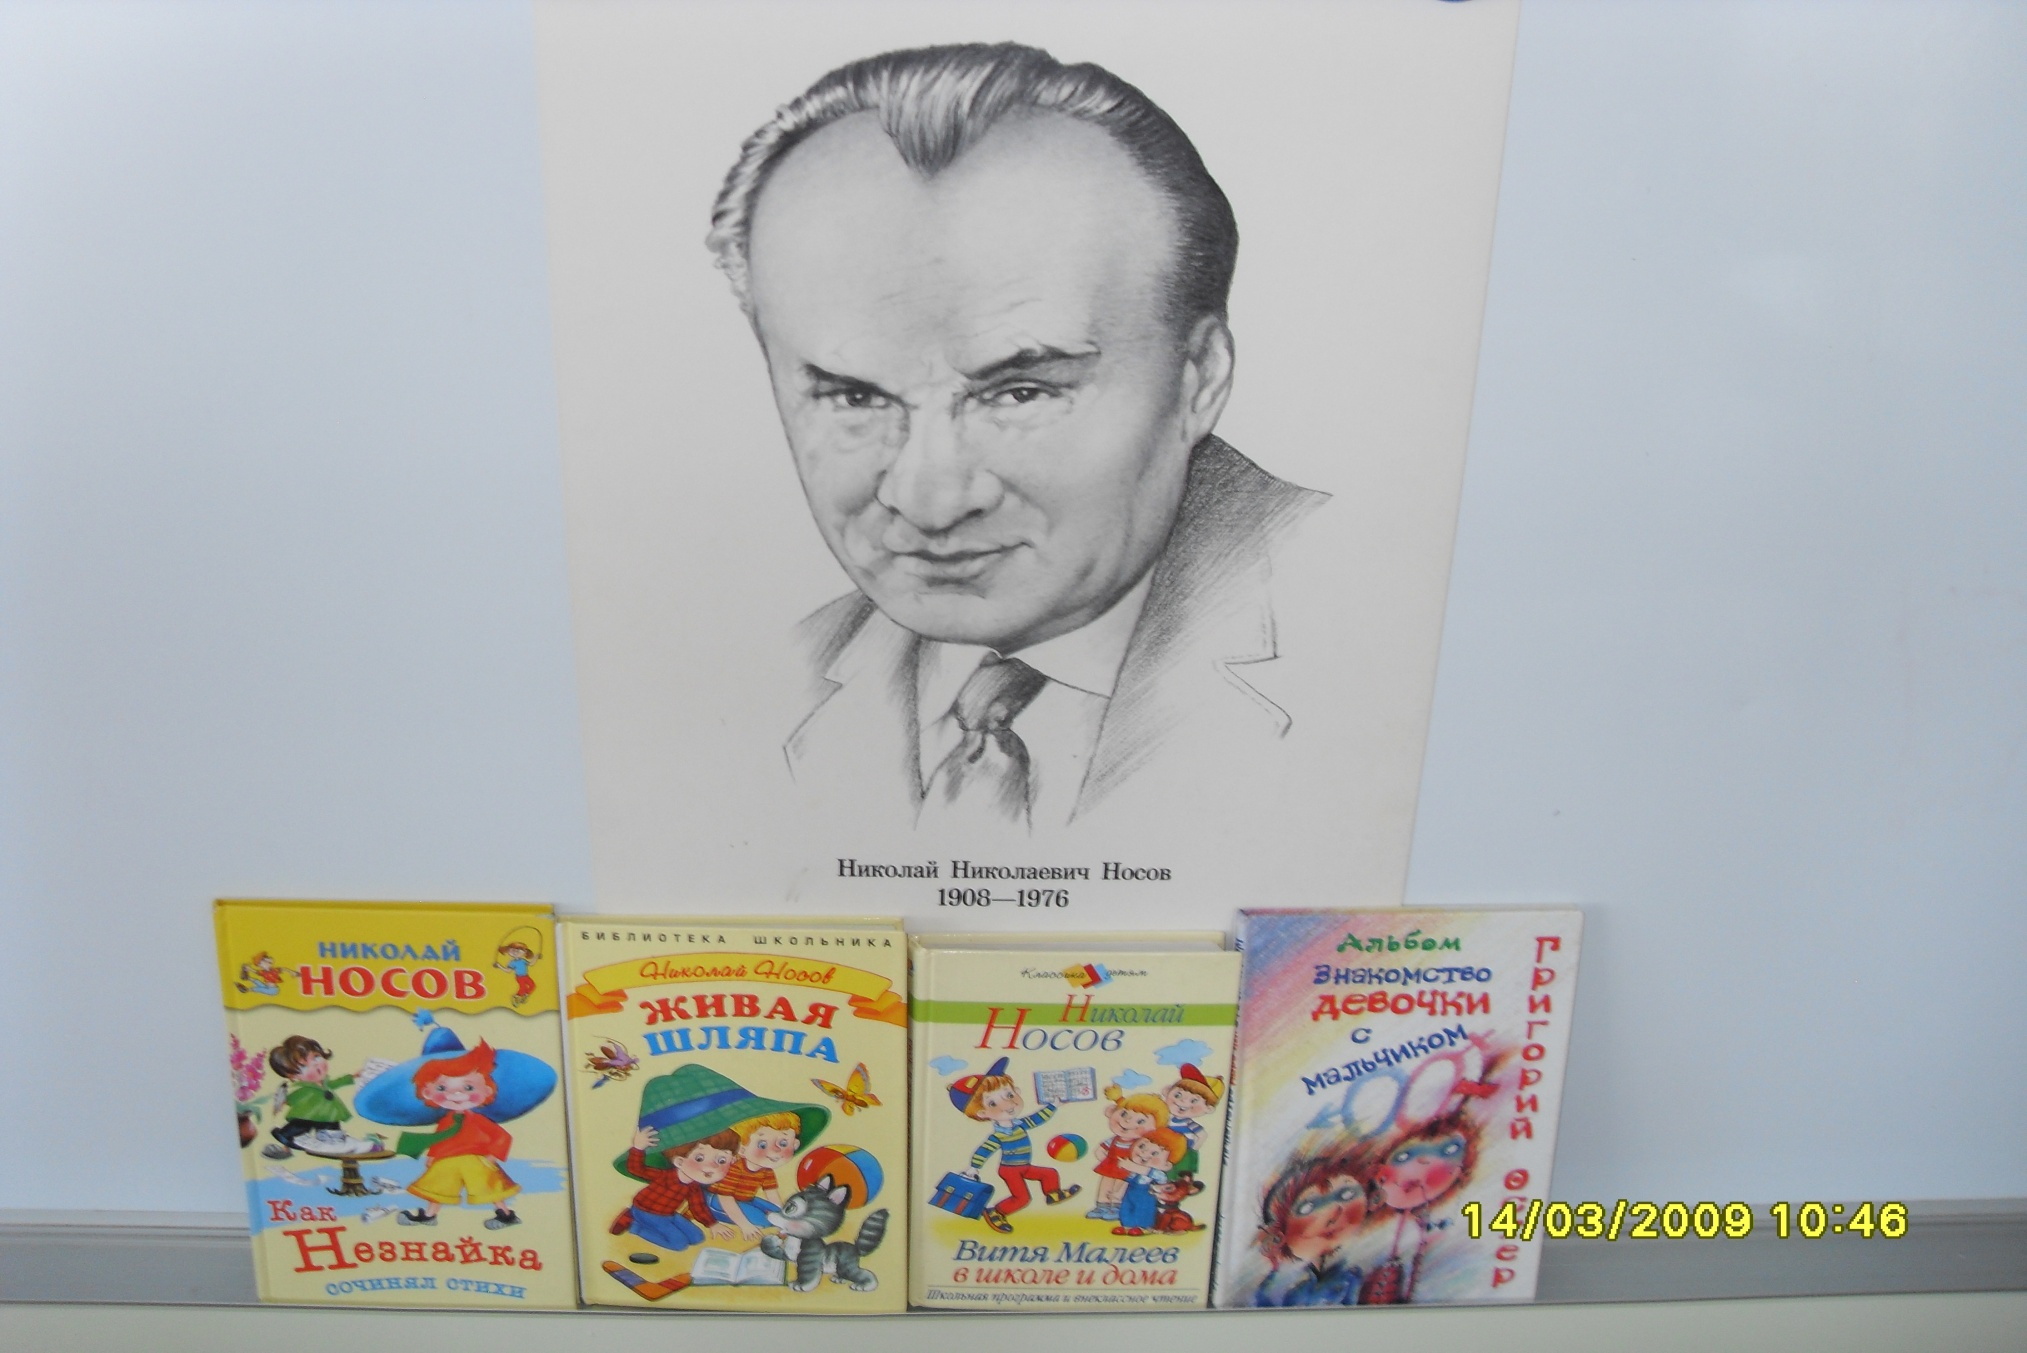 Николай Николаевич Носов
1908—1976
НИКОЛАЙ
НОСОВ
Как
Незнайка
сочинял стихи
БИБЛИОТЕКА ШКОЛЬНИКА
Николай Носов
ЖИВАЯ
ШЛЯПА
Классика детям
Николай
Носов
Витя Малеев
в школе и дома
Школьная программа и внеклассное чтение
Альбом
Знакомство
девочки
с
мальчиком
Григорий Остер
14/03/2009 10:46